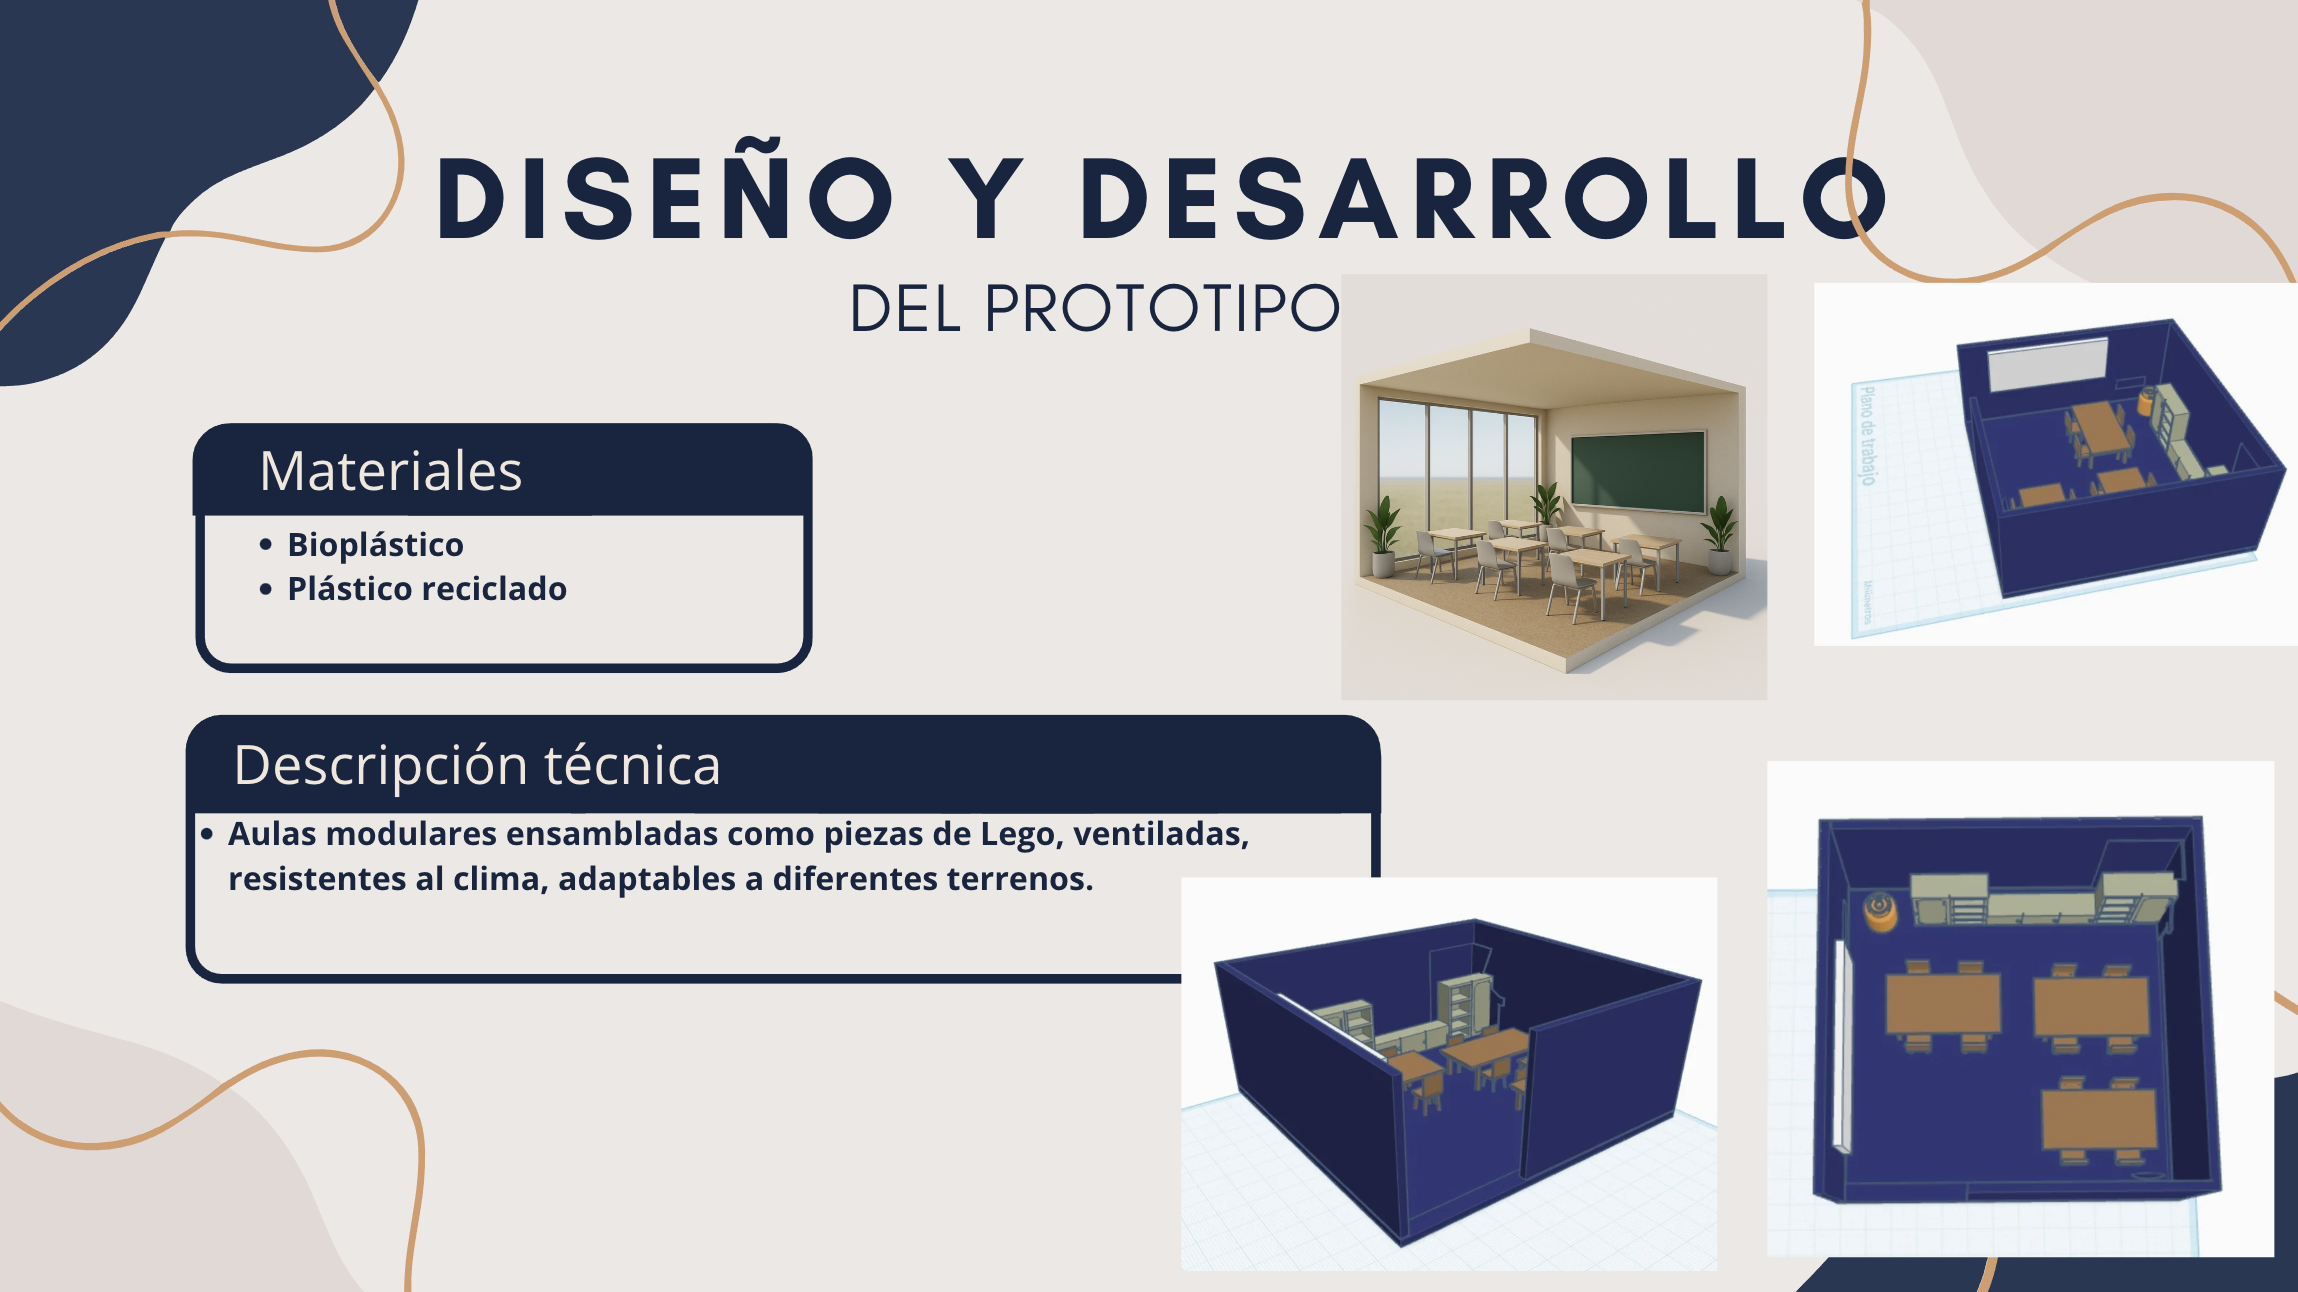 DISEÑO Y DESARROLLO
DEL PROTOTIPO
Materiales
• Bioplástico
• Plástico reciclado
Descripción técnica
• Aulas modulares ensambladas como piezas de Lego, ventiladas,
resistentes al clima, adaptables a diferentes terrenos.
Plano de trabajo